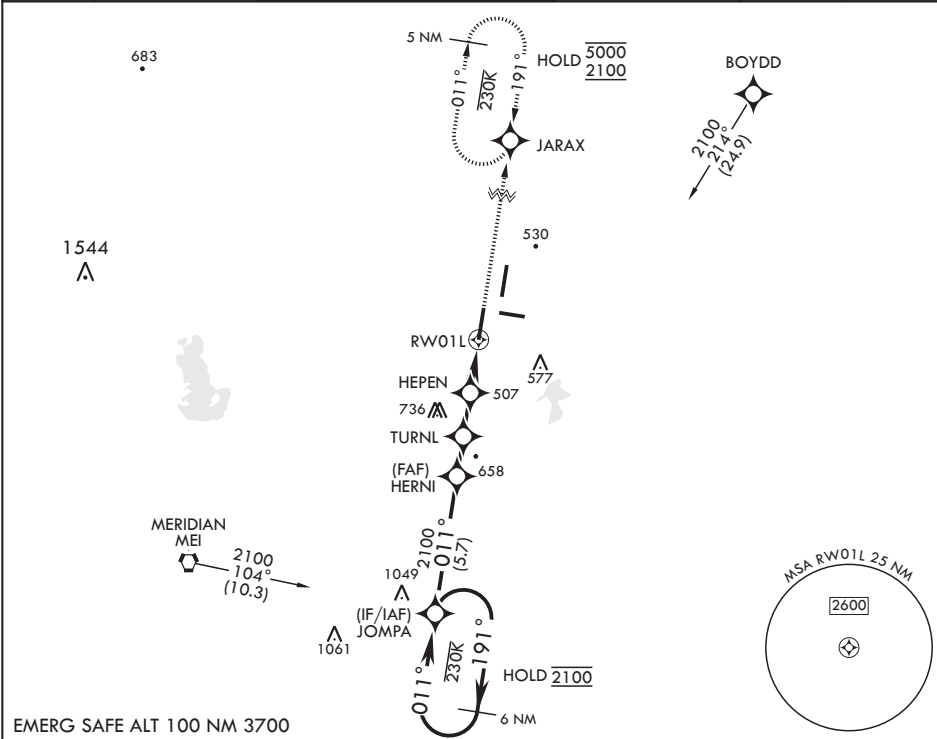 683
5 NM
011°
230K
191°
HOLD 5000
2100
JARAX
BOYDD
2100
214°
(24.9)
530
1544
RW01L
577
HEPEN
507
736
TURNL
(FAF)
HERNI
658
MERIDIAN
MEI
2100
104°
(10.3)
2100
011°
(5.7)
1049
(IF/IAF)
JOMPA
1061
011°
230K
191°
HOLD 2100
6 NM
MSA RW01L 25 NM
2600
EMERG SAFE ALT 100 NM 3700